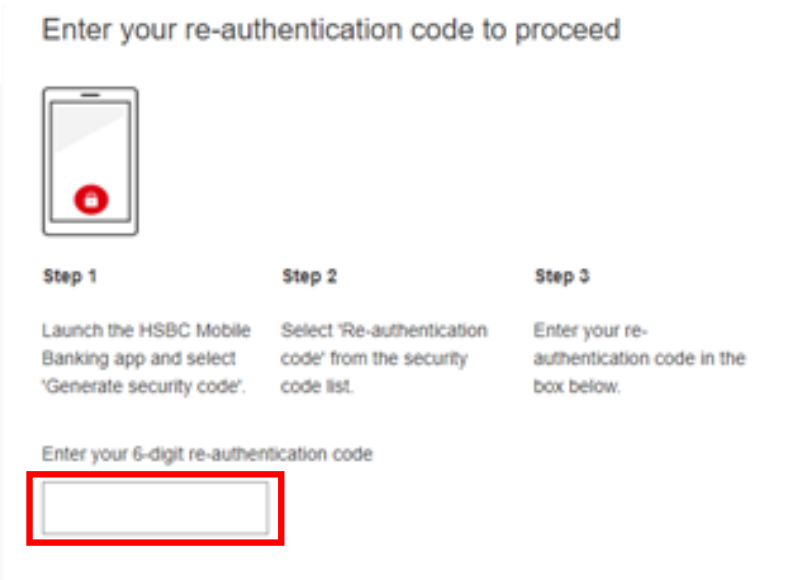 Enter your re-authentication code to proceed
Step 1
Launch the HSBC Mobile
Banking app and select
'Generate security code'.
Step 2
Select 'Re-authentication
code' from the security
code list.
Step 3
Enter your re-
authentication code in the
box below.
Enter your 6-digit re-authentication code